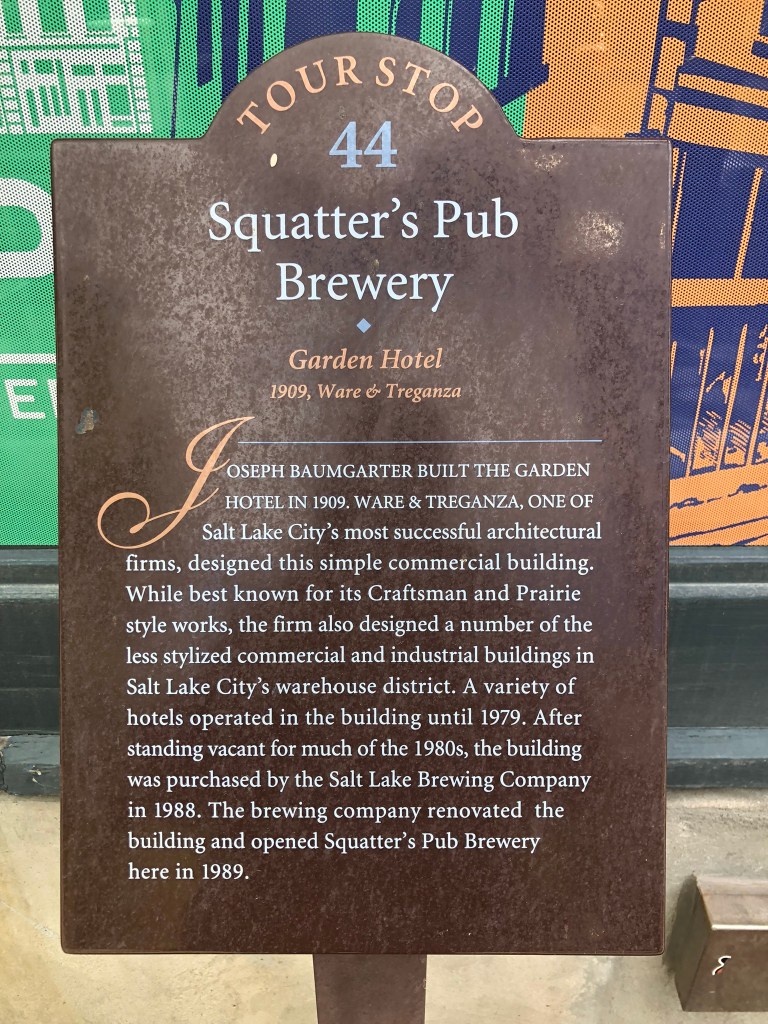 TOUR STOP
44
Squatter's Pub
Brewery
Garden Hotel
1909, Ware & Treganza
JOSEPH BAUMGARTER BUILT THE GARDEN
HOTEL IN 1909. WARE & TREGANZA, ONE OF
Salt Lake City's most successful architectural
firms, designed this simple commercial building.
While best known for its Craftsman and Prairie
style works, the firm also designed a number of the
less stylized commercial and industrial buildings in
Salt Lake City's warehouse district. A variety of
hotels operated in the building until 1979. After
standing vacant for much of the 1980s, the building
was purchased by the Salt Lake Brewing Company
in 1988. The brewing company renovated the
building and opened Squatter's Pub Brewery
here in 1989.